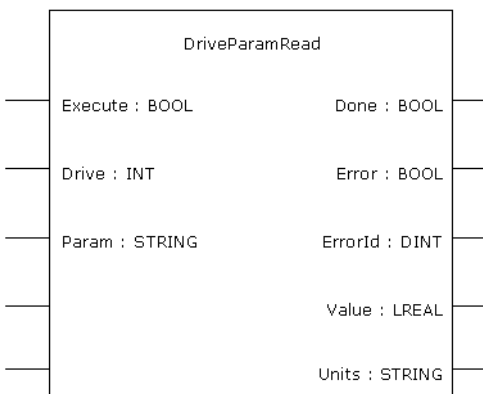 DriveParamRead
Execute : BOOL
Done : BOOL
Drive : INT
Error : BOOL
Param : STRING
ErrorId : DINT
Value : LREAL
Units : STRING